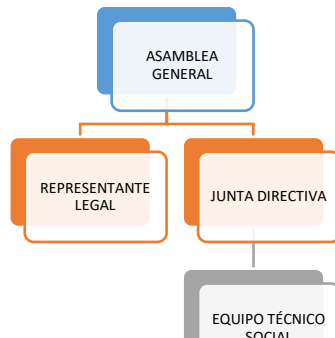 ASAMBLEA
GENERAL
REPRESENTANTE
LEGAL
JUNTA DIRECTIVA
EQUIPO TÉCNICO
SOCIAL